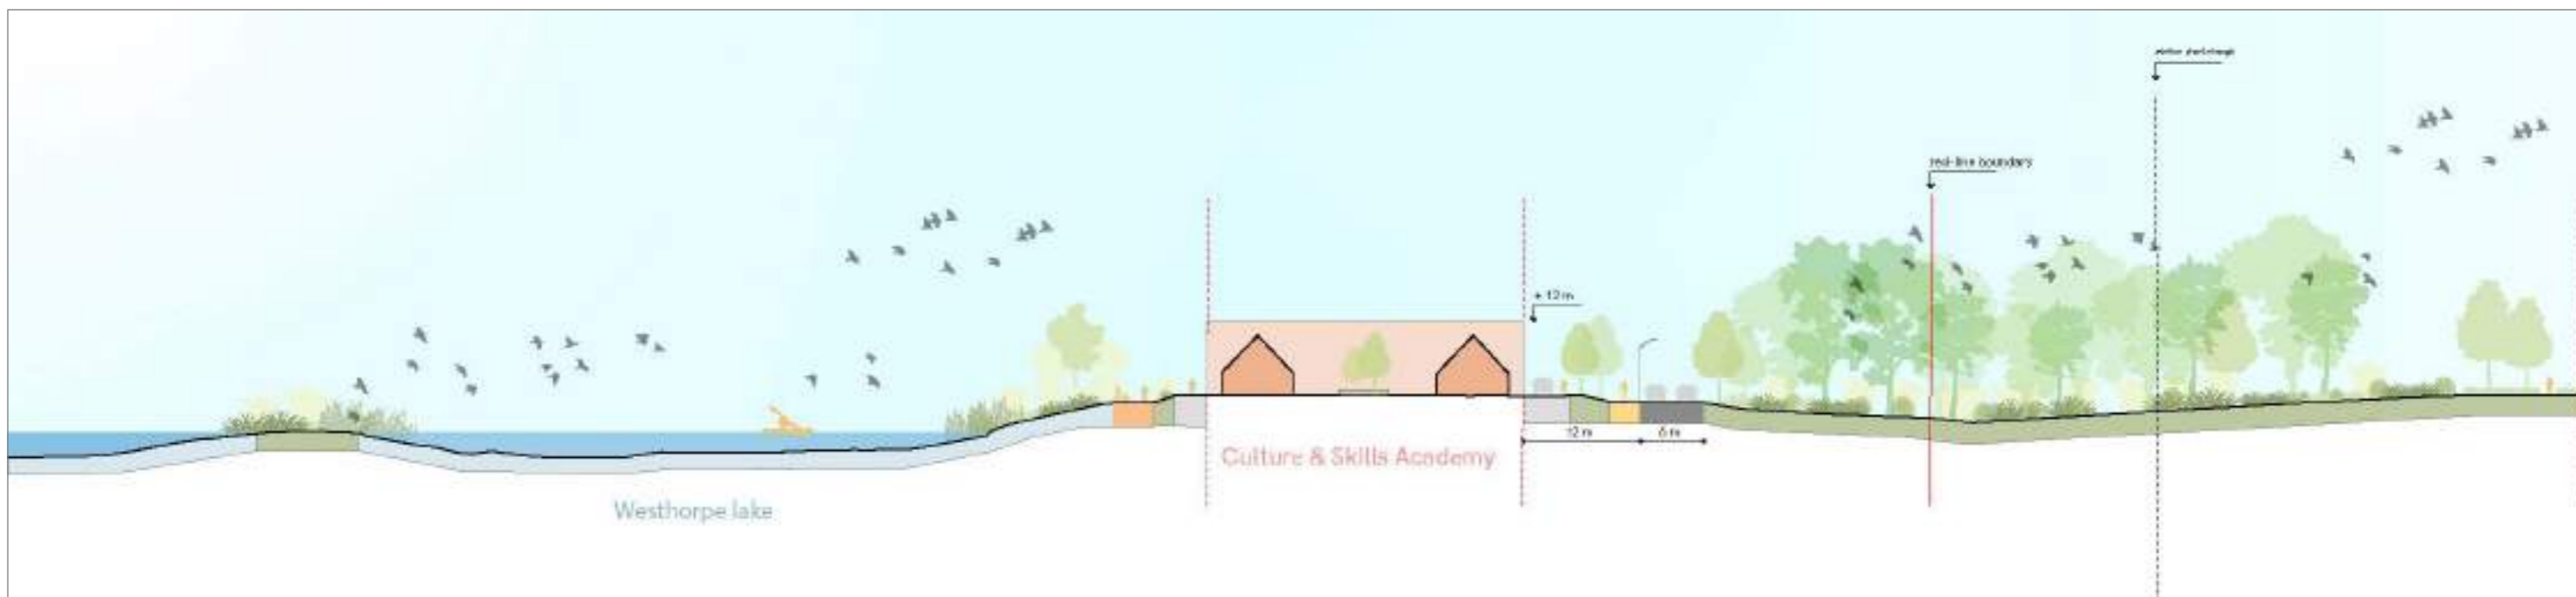 red-line boundary
+ 12 m
12 m
6 m
Culture & Skills Academy
Westhorpe lake